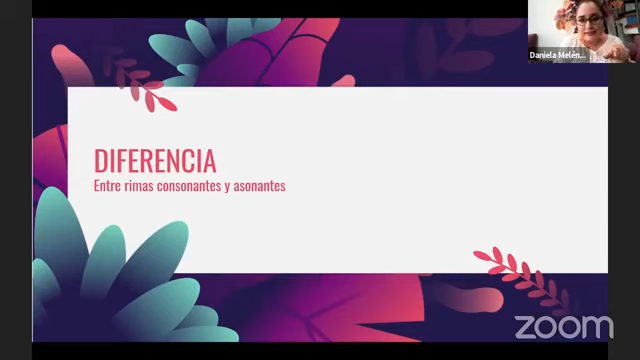 Daniela Melén...
DIFERENCIA
Entre rimas consonantes y asonantes
zoom